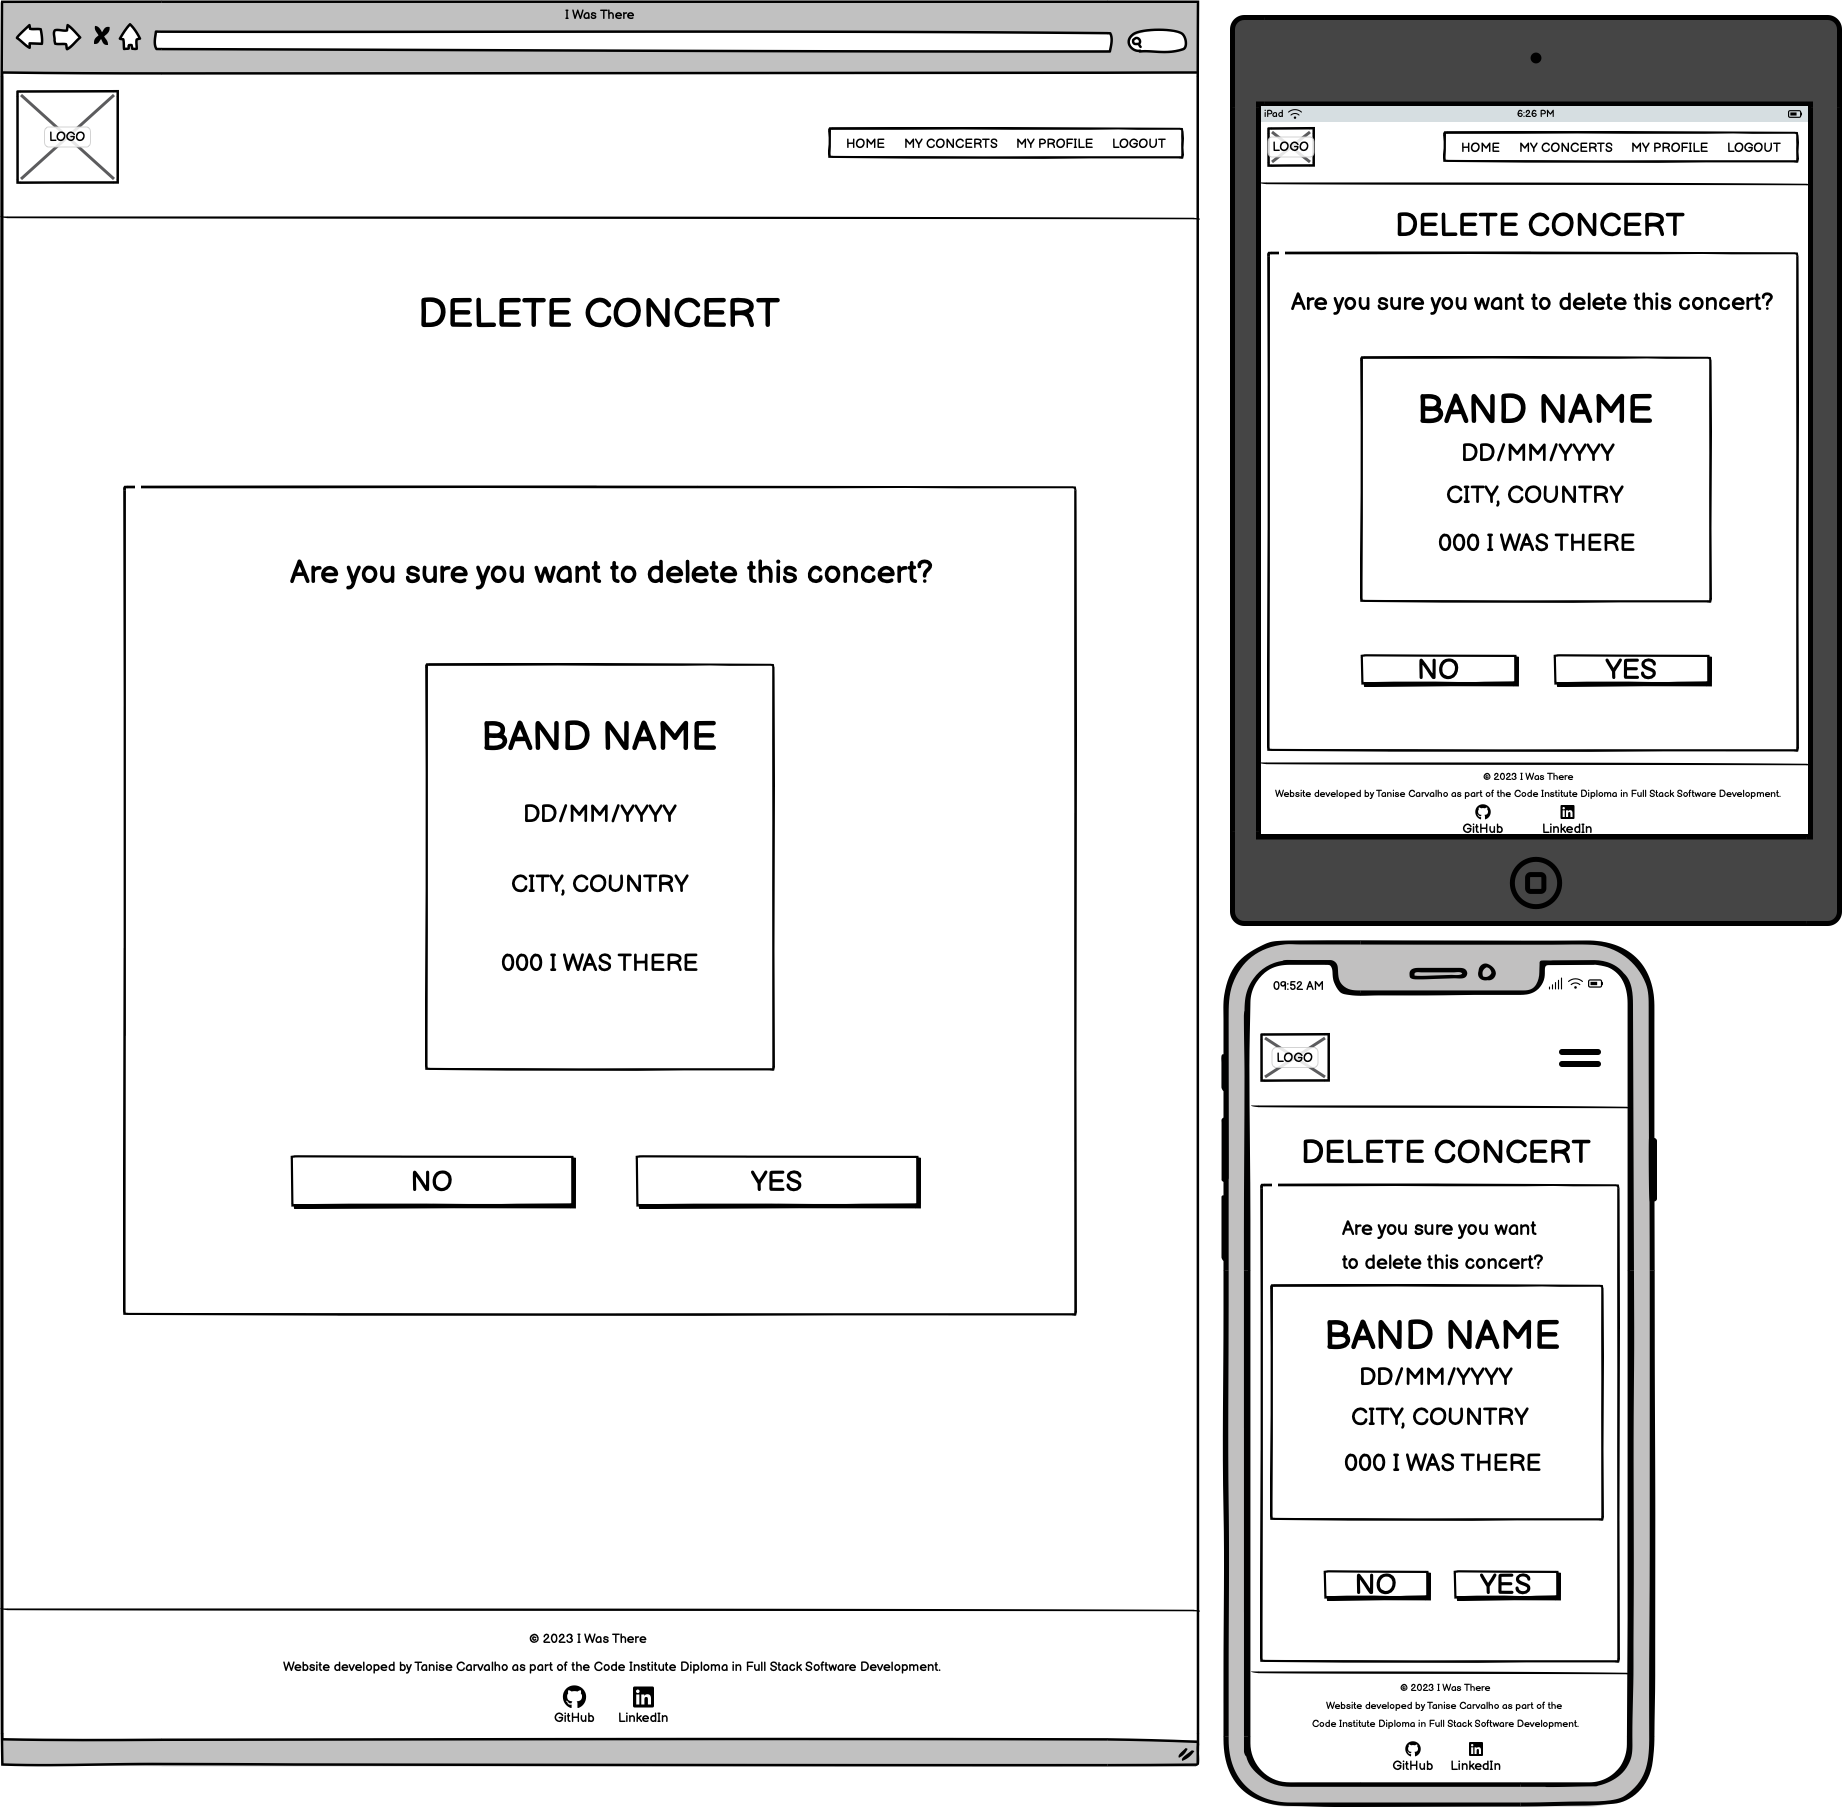 I Was There
LOGO
HOME MY CONCERTS MY PROFILE LOGOUT
DELETE CONCERT
Are you sure you want to delete this concert?
BAND NAME
DD/MM/YYYY
CITY, COUNTRY
000 I WAS THERE
NO YES
© 2023 I Was There
Website developed by Tanise Carvalho as part of the Code Institute Diploma in Full Stack Software Development.
GitHub LinkedIn
iPad 6:26 PM
LOGO
HOME MY CONCERTS MY PROFILE LOGOUT
DELETE CONCERT
Are you sure you want to delete this concert?
BAND NAME
DD/MM/YYYY
CITY, COUNTRY
000 I WAS THERE
NO YES
© 2023 I Was There
Website developed by Tanise Carvalho as part of the Code Institute Diploma in Full Stack Software Development.
GitHub LinkedIn
09:52 AM
LOGO
DELETE CONCERT
Are you sure you want
to delete this concert?
BAND NAME
DD/MM/YYYY
CITY, COUNTRY
000 I WAS THERE
NO YES
© 2023 I Was There
Website developed by Tanise Carvalho as part of the
Code Institute Diploma in Full Stack Software Development.
GitHub LinkedIn